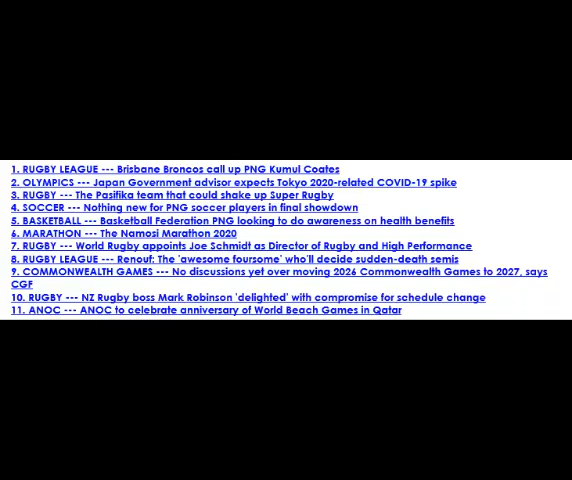 1. RUGBY LEAGUE --- Brisbane Broncos call up PNG Kumul Coates
2. OLYMPICS --- Japan Government advisor expects Tokyo 2020-related COVID-19 spike
3. RUGBY --- The Pasifika team that could shake up Super Rugby
4. SOCCER --- Nothing new for PNG soccer players in final showdown
5. BASKETBALL --- Basketball Federation PNG looking to do awareness on health benefits
6. MARATHON --- The Namosi Marathon 2020
7. RUGBY --- World Rugby appoints Joe Schmidt as Director of Rugby and High Performance
8. RUGBY LEAGUE --- Renouf: The 'awesome foursome' who'll decide sudden-death semis
9. COMMONWEALTH GAMES --- No discussions yet over moving 2026 Commonwealth Games to 2027, says
CGF
10. RUGBY --- NZ Rugby boss Mark Robinson 'delighted' with compromise for schedule change
11. ANOC --- ANOC to celebrate anniversary of World Beach Games in Qatar